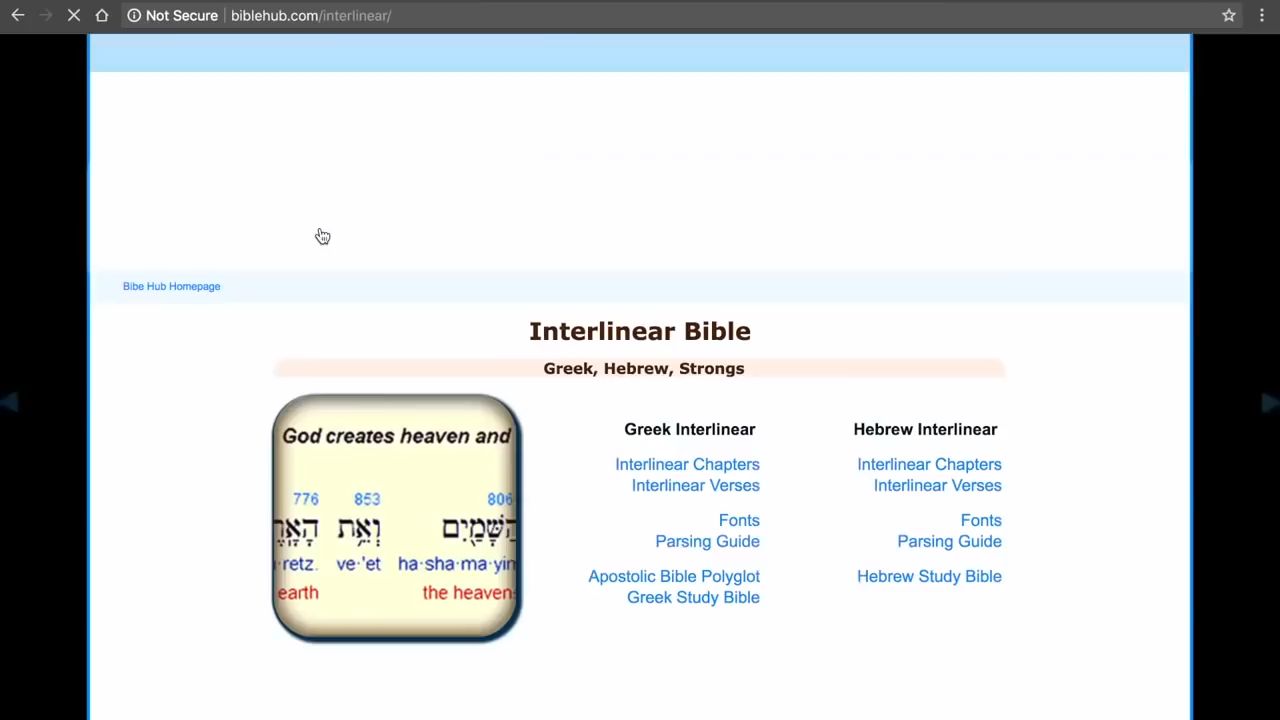 Not Secure | biblehub.com/interlinear/
Bibe Hub Homepage
Interlinear Bible
Greek, Hebrew, Strongs
God creates heaven and
776 853 806
וְאֵ֥ת
retz. ve·'et ha·sha·ma·yin
earth the heaven
Greek Interlinear
Interlinear Chapters
Interlinear Verses
Fonts
Parsing Guide
Apostolic Bible Polyglot
Greek Study Bible
Hebrew Interlinear
Interlinear Chapters
Interlinear Verses
Fonts
Parsing Guide
Hebrew Study Bible